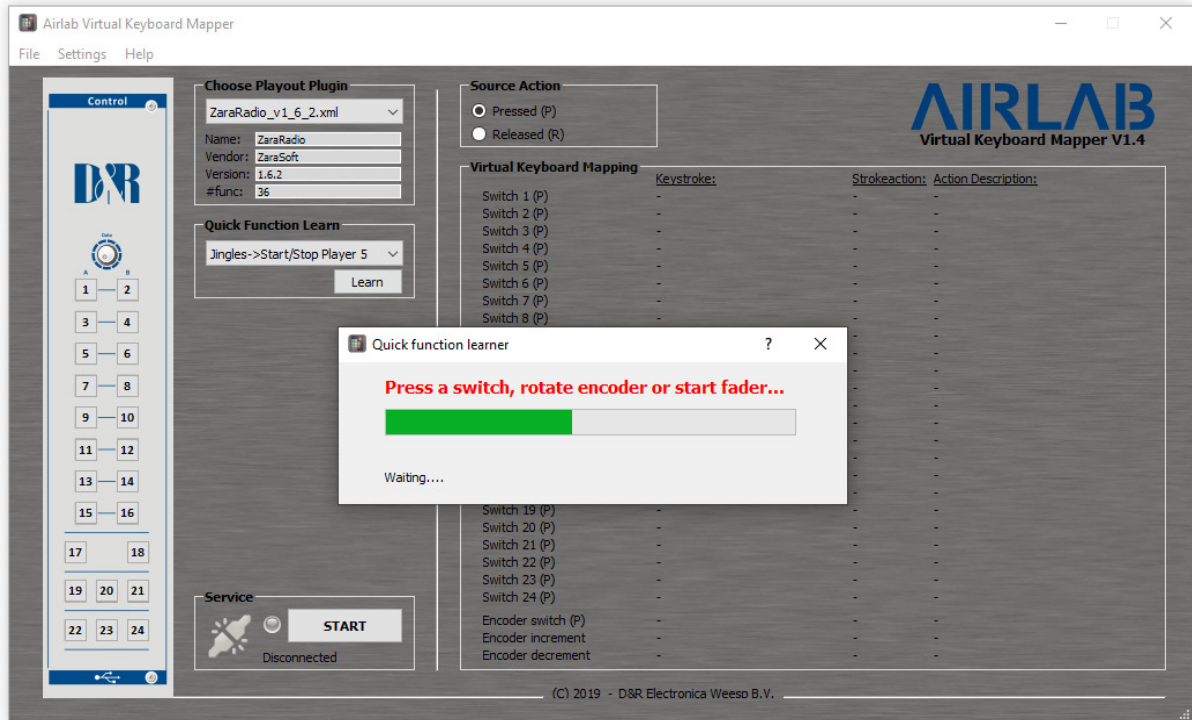 Airlab Virtual Keyboard Mapper
File Settings Help
Control
D&R
Data
A B
1 2
3 4
5 6
7 8
9 10
11 12
13 14
15 16
17 18
19 20 21
22 23 24
Choose Playout Plugin
ZaraRadio_v1_6_2.xml
Name: ZaraRadio
Vendor: ZaraSoft
Version: 1.6.2
#func: 36
Quick Function Learn
Jingles->Start/Stop Player 5
Learn
Service
START
Disconnected
Source Action
Pressed (P)
Released (R)
AIRLAB
Virtual Keyboard Mapper V1.4
Virtual Keyboard Mapping
Keystroke: Strokeaction: Action Description:
Switch 1 (P) - - -
Switch 2 (P) - - -
Switch 3 (P) - - -
Switch 4 (P) - - -
Switch 5 (P) - - -
Switch 6 (P) - - -
Switch 7 (P) - - -
Switch 8 (P) - - -
Quick function learner ?
Press a switch, rotate encoder or start fader...
Waiting....
Switch 19 (P) - - -
Switch 20 (P) - - -
Switch 21 (P) - - -
Switch 22 (P) - - -
Switch 23 (P) - - -
Switch 24 (P) - - -
Encoder switch (P) - - -
Encoder increment - - -
Encoder decrement - - -
(C) 2019 - D&R Electronica Weesp B.V.